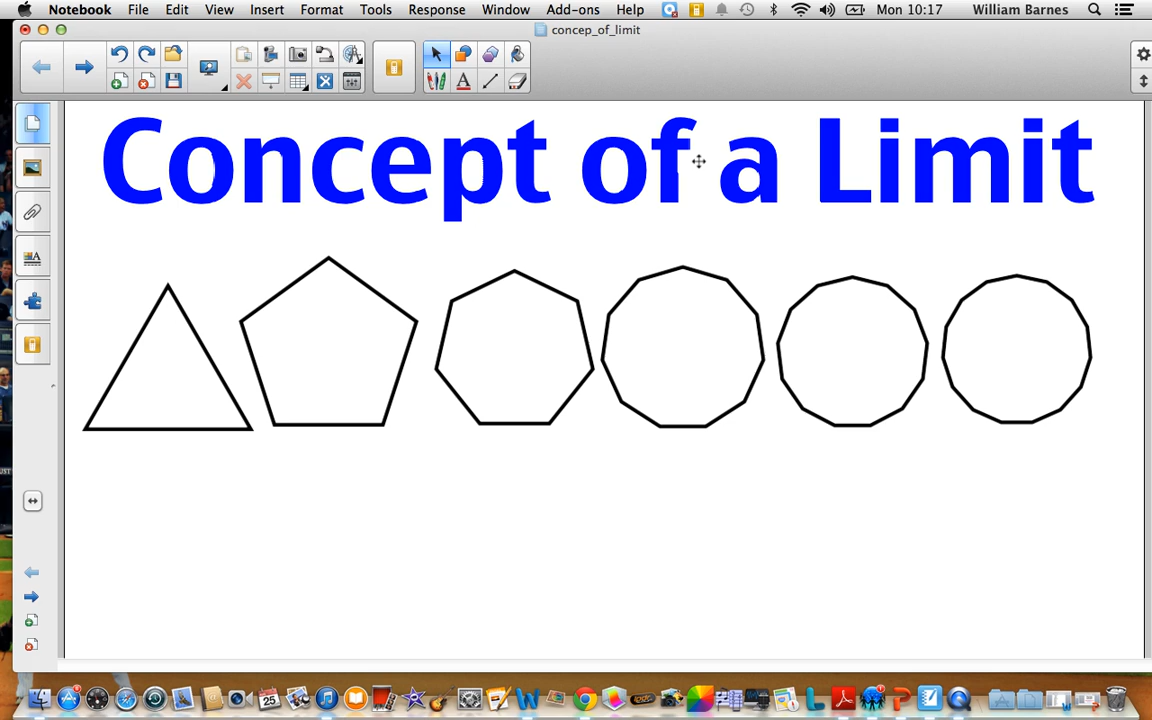 Notebook File Edit View Insert Format Tools Response Window Add-ons Help Mon 10:17 William Barnes
concep_of_limit
Concept of a Limit